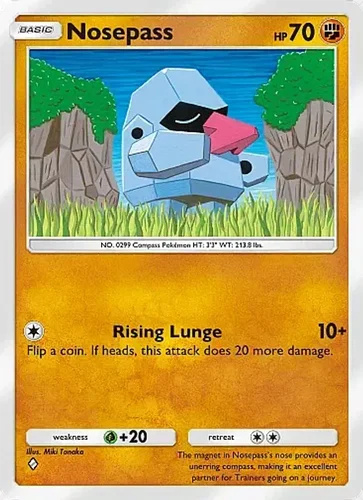 BASIC Nosepass HP 70
NO. 0299 Compass Pokémon HT: 3'3" WT: 213.8 lbs.
Rising Lunge 10+
Flip a coin. If heads, this attack does 20 more damage.
weakness +20 retreat
Illus. Miki Tanaka
The magnet in Nosepass's nose provides an
unerring compass, making it an excellent
partner for Trainers going on a journey.